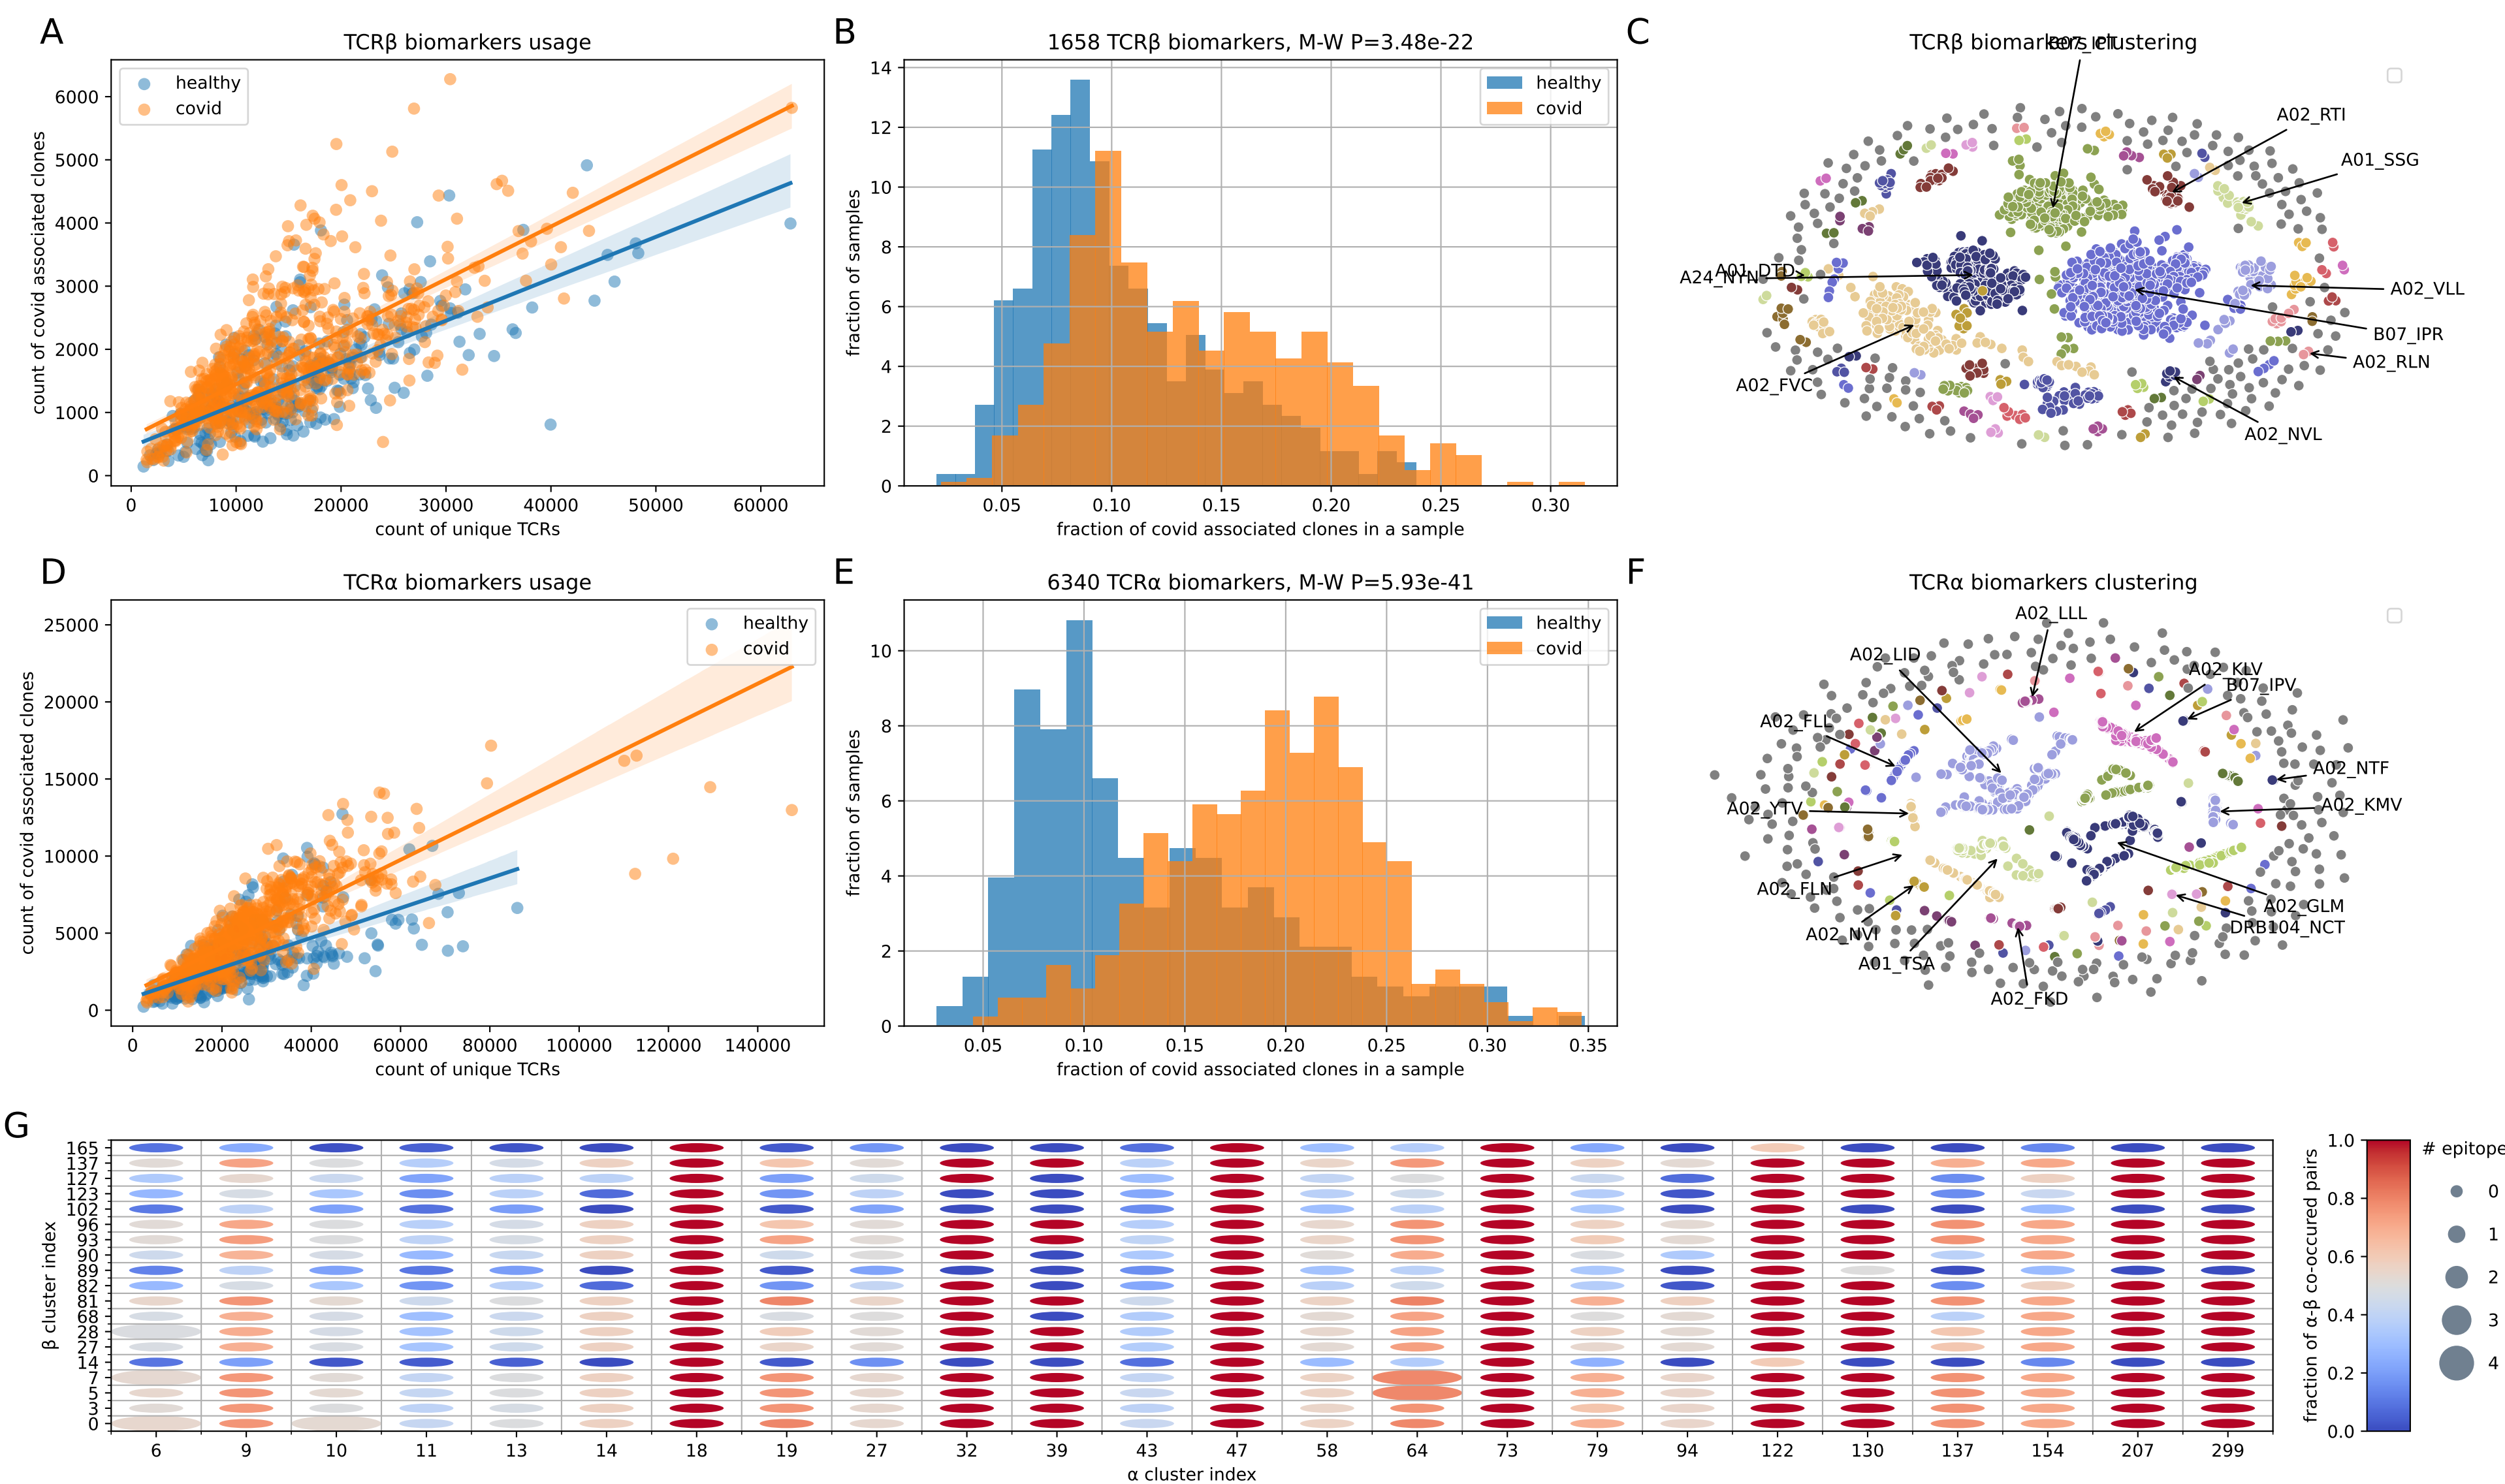 A
TCRβ biomarkers usage
healthy
covid
6000
5000
4000
3000
2000
1000
0
count of covid associated clones
0 10000 20000 30000 40000 50000 60000
count of unique TCRs
B
1658 TCRβ biomarkers, M-W P=3.48e-22
healthy
covid
14
12
10
8
6
4
2
0
fraction of samples
0.05 0.10 0.15 0.20 0.25 0.30
fraction of covid associated clones in a sample
C
TCRβ biomarkers clustering
B07_IPT
A02_RTI
A01_SSG
A01_DTD
A24_NYN
A02_VLL
B07_IPR
A02_RLN
A02_FVC
A02_NVL
D
TCRα biomarkers usage
healthy
covid
25000
20000
15000
10000
5000
0
count of covid associated clones
0 20000 40000 60000 80000 100000 120000 140000
count of unique TCRs
E
6340 TCRα biomarkers, M-W P=5.93e-41
healthy
covid
10
8
6
4
2
0
fraction of samples
0.05 0.10 0.15 0.20 0.25 0.30 0.35
fraction of covid associated clones in a sample
F
TCRα biomarkers clustering
A02_LLL
A02_LID
A02_KLV
B07_IPV
A02_FLL
A02_NTF
A02_YTV
A02_KMV
A02_FLN
A02_GLM
DRB104_NCT
A02_NVI
A01_TSA
A02_FKD
G
165
137
127
123
102
96
93
90
89
82
81
68
28
27
14
7
5
3
0
β cluster index
6 9 10 11 13 14 18 19 27 32 39 43 47 58 64 73 79 94 122 130 137 154 207 299
α cluster index
1.0
0.8
0.6
0.4
0.2
0.0
fraction of α-β co-occured pairs
# epitope
0
1
2
3
4